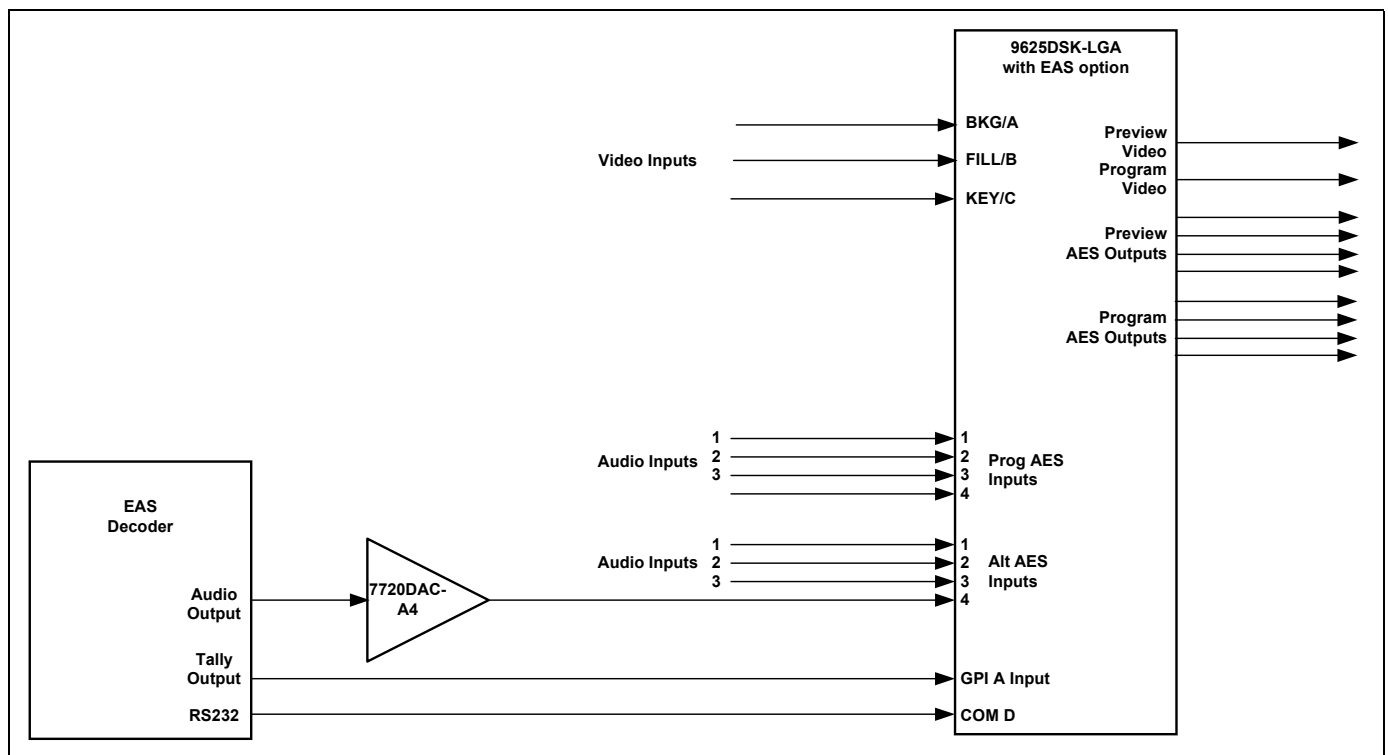 9625DSK-LGA
with EAS option
BKG/A
Video Inputs
FILL/B
KEY/C
Preview
Video
Program
Video
Preview
AES Outputs
Program
AES Outputs
Audio Inputs
1
2
3
1
2
3
4
Prog AES
Inputs
Audio Inputs
1
2
3
1
2
3
4
Alt AES
Inputs
EAS
Decoder
Audio
Output
7720DAC-
A4
Tally
Output
GPI A Input
RS232
COM D